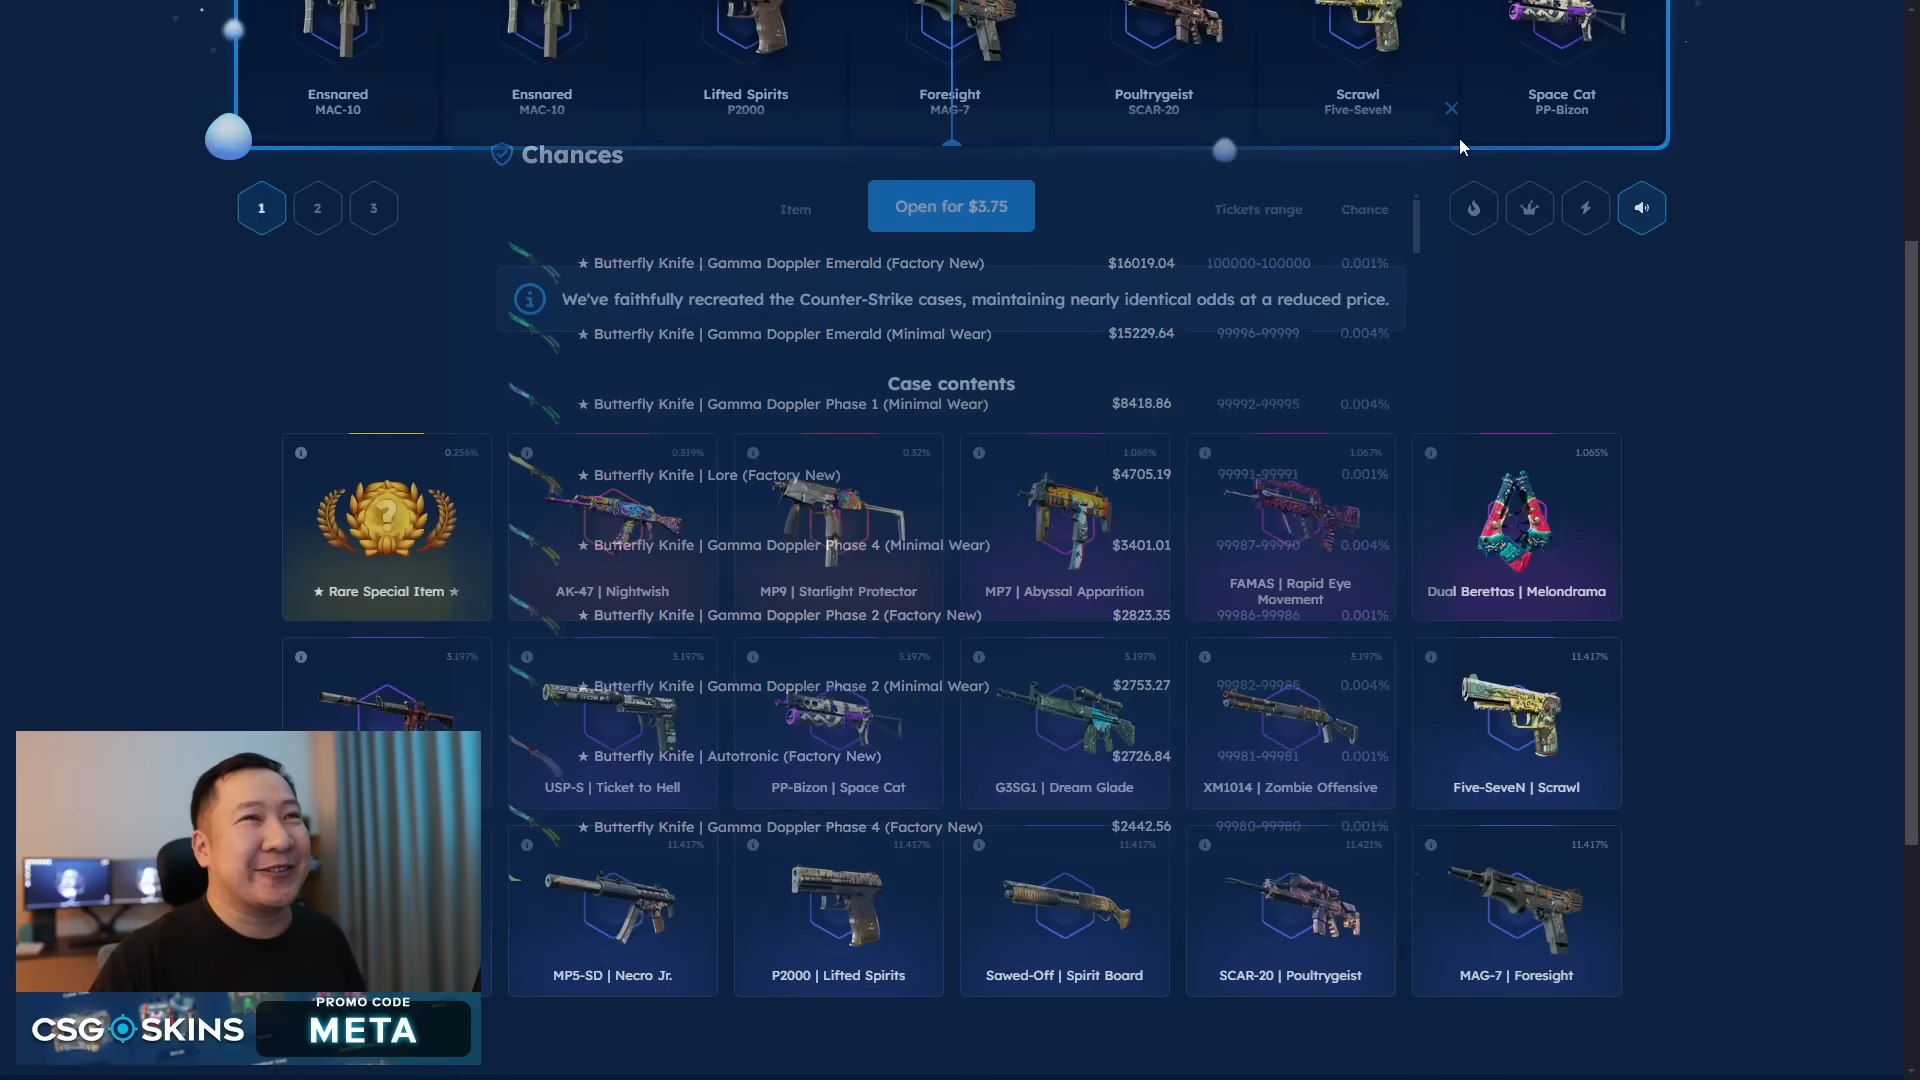 Ensnared
MAC-10
Ensnared
MAC-10
Lifted Spirits
P2000
Foresight
MAG-7
Poultrygeist
SCAR-20
Scrawl
Five-SeveN
Space Cat
PP-Bizon
Chances
1
2
3
Item
Open for $3.75
Tickets range
Chance
★ Butterfly Knife | Gamma Doppler Emerald (Factory New) $16019.04 100000-100000 0.001%
We've faithfully recreated the Counter-Strike cases, maintaining nearly identical odds at a reduced price.
★ Butterfly Knife | Gamma Doppler Emerald (Minimal Wear) $15229.64 99996-99999 0.004%
Case contents
★ Butterfly Knife | Gamma Doppler Phase 1 (Minimal Wear) $8418.86 99992-99995 0.004%
0.256%
0.319%
0.32%
1.065%
1.067%
1.065%
★ Butterfly Knife | Lore (Factory New) $4705.19 99991-99991 0.001%
★ Butterfly Knife | Gamma Doppler Phase 4 (Minimal Wear) $3401.01 99987-99990 0.004%
★ Rare Special Item ★
AK-47 | Nightwish
MP9 | Starlight Protector
MP7 | Abyssal Apparition
FAMAS | Rapid Eye
Movement
Dual Berettas | Melondrama
★ Butterfly Knife | Gamma Doppler Phase 2 (Factory New) $2823.35 99986-99986 0.001%
3.197%
3.197%
3.197%
3.197%
3.197%
11.417%
★ Butterfly Knife | Gamma Doppler Phase 2 (Minimal Wear) $2753.27 99982-99985 0.004%
★ Butterfly Knife | Autotronic (Factory New) $2726.84 99981-99981 0.001%
USP-S | Ticket to Hell
PP-Bizon | Space Cat
G3SG1 | Dream Glade
XM1014 | Zombie Offensive
Five-SeveN | Scrawl
★ Butterfly Knife | Gamma Doppler Phase 4 (Factory New) $2442.56 99980-99980 0.001%
11.417%
11.417%
11.417%
11.421%
11.417%
MP5-SD | Necro Jr.
P2000 | Lifted Spirits
Sawed-Off | Spirit Board
SCAR-20 | Poultrygeist
MAG-7 | Foresight
PROMO CODE
CSG SKINS
META